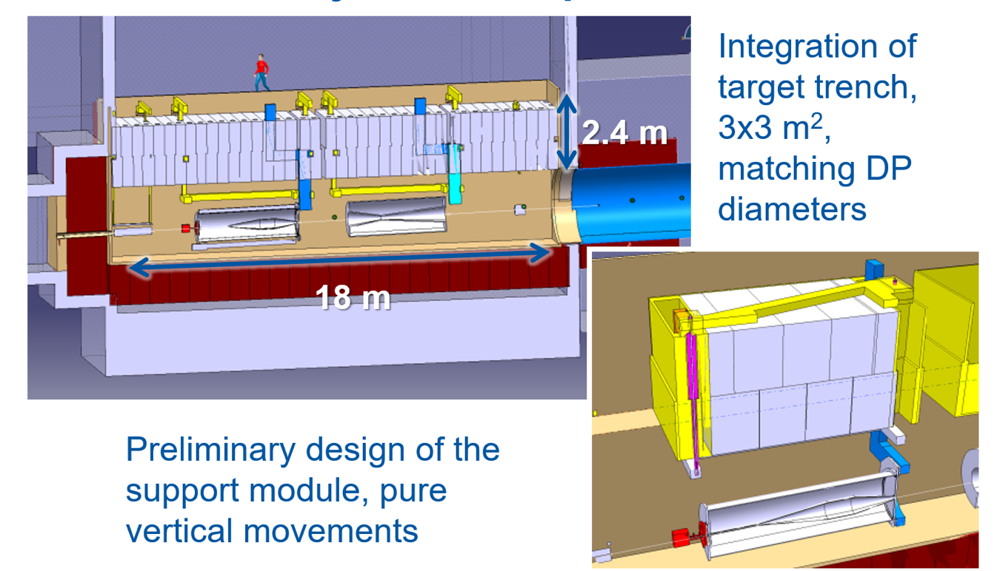 Integration of
target trench,
3x3 m²,
matching DP
diameters
2.4 m
18 m
Preliminary design of the
support module, pure
vertical movements